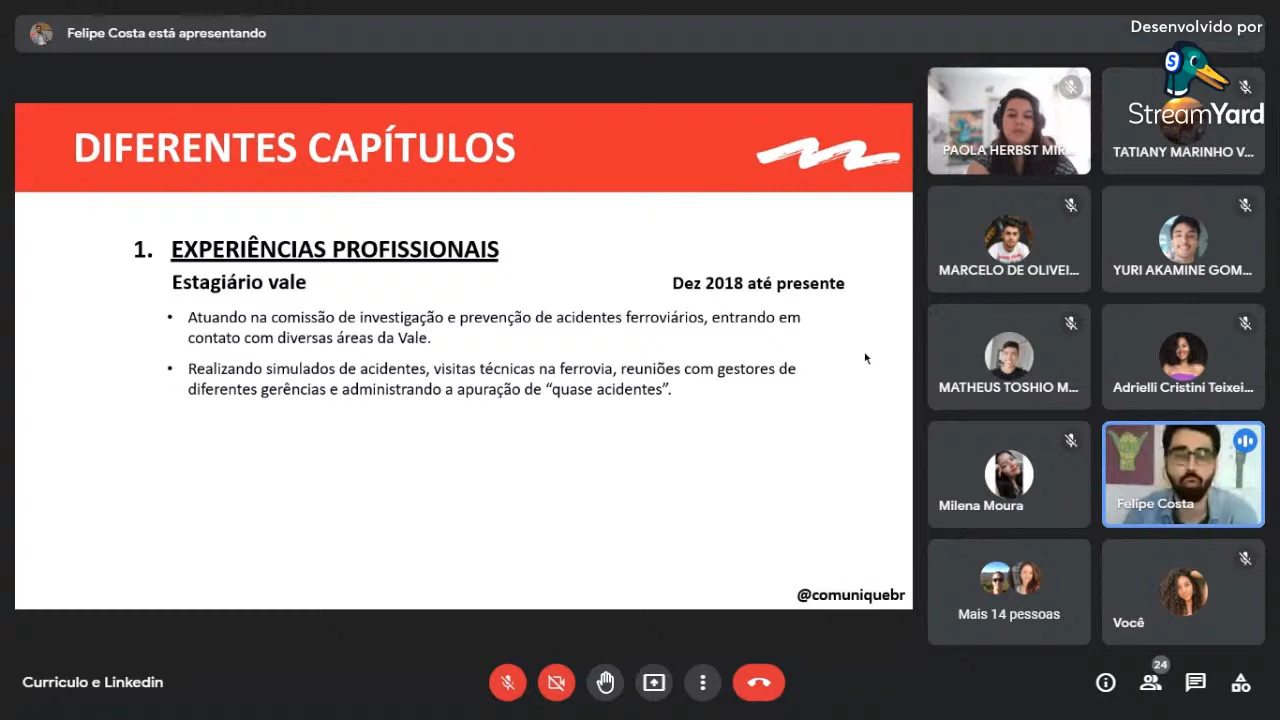 Felipe Costa está apresentando
Desenvolvido por
StreamYard
DIFERENTES CAPÍTULOS
1. EXPERIÊNCIAS PROFISSIONAIS
Estagiário vale
Dez 2018 até presente
• Atuando na comissão de investigação e prevenção de acidentes ferroviários, entrando em
contato com diversas áreas da Vale.
• Realizando simulados de acidentes, visitas técnicas na ferrovia, reuniões com gestores de
diferentes gerências e administrando a apuração de “quase acidentes”.
@comuniquebr
PAOLA HERBST MIR...
TATIANY MARINHO V...
MARCELO DE OLIVEI...
YURI AKAMINE GOM...
MATHEUS TOSHIO M...
Adrielli Cristini Teixei...
Milena Moura
Felipe Costa
Mais 14 pessoas
Você
Curriculo e Linkedin
24